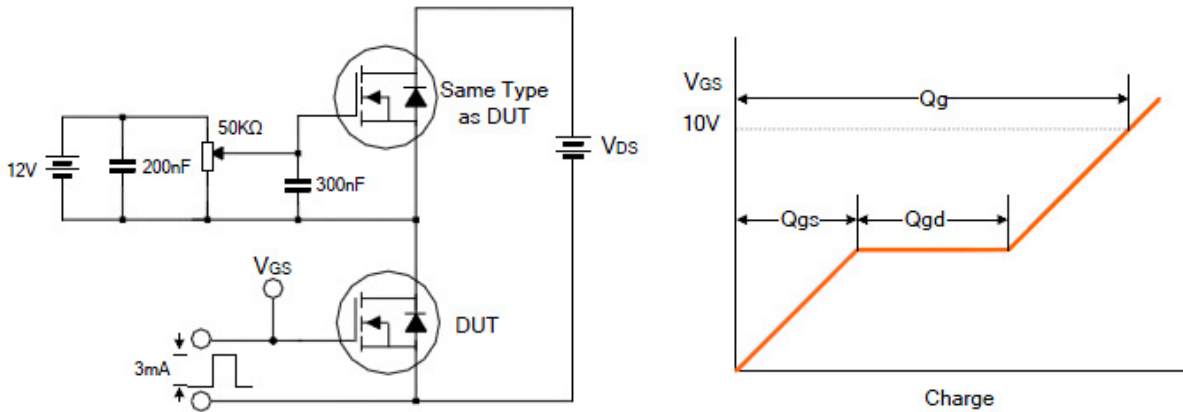 Same Type
as DUT
50KΩ
12V
200nF
300nF
VDS
VGS
DUT
3mA
VGS
10V
Qg
Qgs
Qgd
Charge